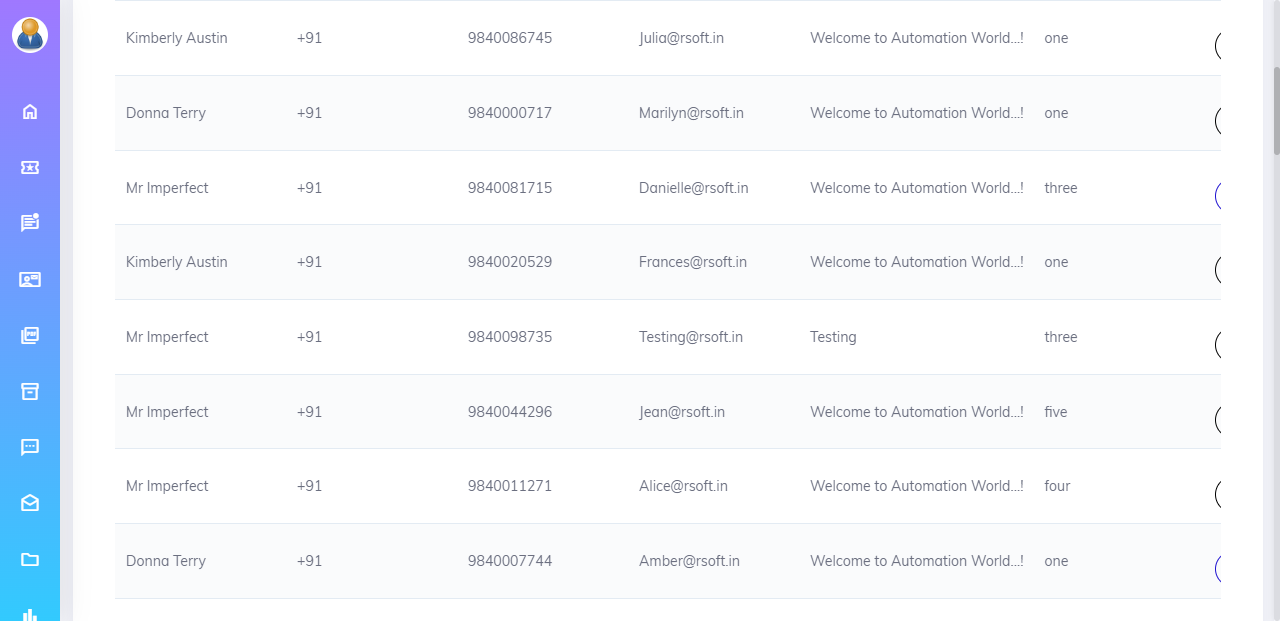 Kimberly Austin +91 9840086745 Julia@rsoft.in Welcome to Automation World...! one
Donna Terry +91 9840000717 Marilyn@rsoft.in Welcome to Automation World...! one
Mr Imperfect +91 9840081715 Danielle@rsoft.in Welcome to Automation World...! three
Kimberly Austin +91 9840020529 Frances@rsoft.in Welcome to Automation World...! one
Mr Imperfect +91 9840098735 Testing@rsoft.in Testing three
Mr Imperfect +91 9840044296 Jean@rsoft.in Welcome to Automation World...! five
Mr Imperfect +91 9840011271 Alice@rsoft.in Welcome to Automation World...! four
Donna Terry +91 9840007744 Amber@rsoft.in Welcome to Automation World...! one